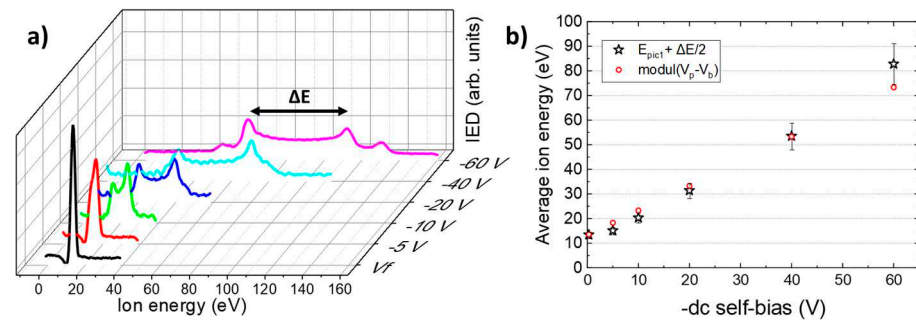 a)
IED (arb. units)
ΔE
-60 V
-40 V
-20 V
-10 V
-5 V
Vf
0 20 40 60 80 100 120 140 160
Ion energy (eV)
b)
Average ion energy (eV)
100
90
80
70
60
50
40
30
20
10
0
E_pic1 + ΔE/2
modul(V_p-V_b)
0 10 20 30 40 50 60
-dc self-bias (V)